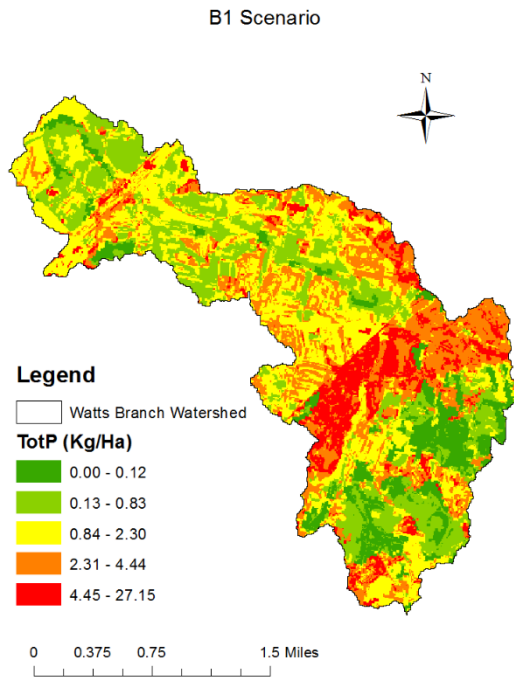 B1 Scenario
N
Legend
Watts Branch Watershed
TotP (Kg/Ha)
0.00 - 0.12
0.13 - 0.83
0.84 - 2.30
2.31 - 4.44
4.45 - 27.15
0 0.375 0.75 1.5 Miles